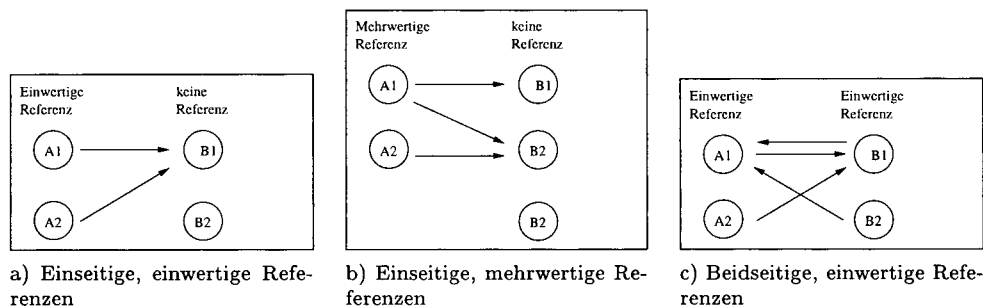 Einwertige
Referenz
keine
Referenz
A1
B1
A2
B2
a) Einseitige, einwertige Refe-
renzen
Mehrwertige
Referenz
keine
Referenz
A1
B1
A2
B2
B2
b) Einseitige, mehrwertige Re-
ferenzen
Einwertige
Referenz
Einwertige
Referenz
A1
B1
A2
B2
c) Beidseitige, einwertige Refe-
renzen